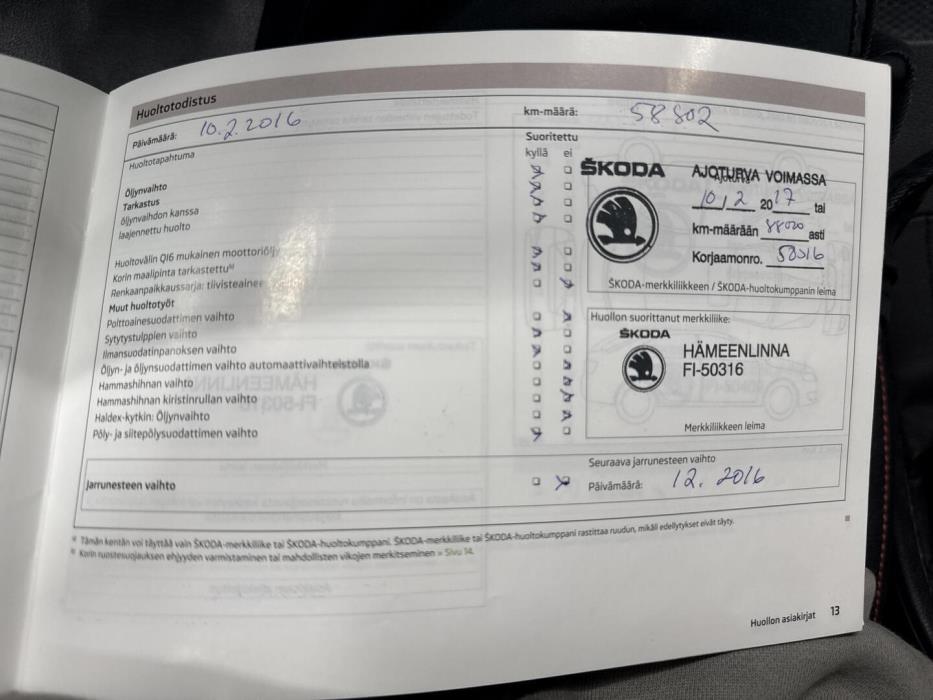 Huoltotodistus
Päivämäärä: 10.2.2016
km-määrä: 58 802
Huoltotapahtuma
Suoritettu
kyllä ei
Öljynvaihto
Tarkastus
öljynvaihdon kanssa
laajennettu huolto
Huoltovälin QI6 mukainen moottoriöljy
Korin maalipinta tarkastettu
Renkaanpaikkaussarja: tiivisteaineen
Muut huoltotyöt
Polttoainesuodattimen vaihto
Sytytystulppien vaihto
Ilmansuodatinpanoksen vaihto
Öljyn- ja öljynsuodattimen vaihto automaattivaihteistolla
Hammashihnan vaihto
Hammashihnan kiristinrullan vaihto
Haldex-kytkin: Öljynvaihto
Pöly- ja siitepölysuodattimen vaihto
ŠKODA
AJOTURVA VOIMASSA
10 / 2 2017 tai
km-määrään 88020 asti
Korjaamonro. 50316
ŠKODA-merkkiliikkeen / ŠKODA-huoltokumppanin leima
Huollon suorittanut merkkiliike:
ŠKODA
HÄMEENLINNA
FI-50316
Merkkiliikkeen leima
Jarrunesteen vaihto
Seuraava jarrunesteen vaihto
Päivämäärä: 12. 2016
Tämän kentän voi täyttää vain ŠKODA-merkkiliike tai ŠKODA-huoltokumppani. ŠKODA-merkkiliike tai ŠKODA-huoltokumppani rastittaa ruudun, mikäli edellytykset eivät täyty.
Korin ruostesuojauksen ehjyyden varmistaminen tai mahdollisten vikojen merkitseminen » Sivu 14.
Huollon asiakirjat 13